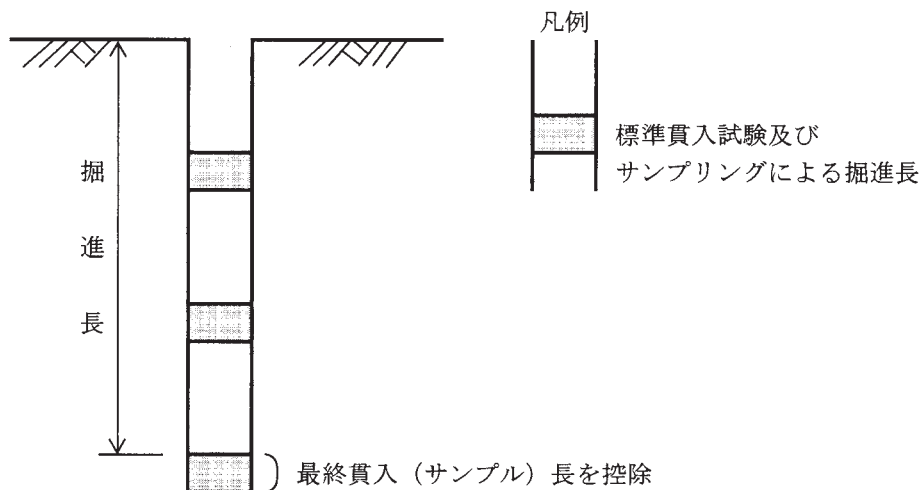 凡例
標準貫入試験及び
サンプリングによる掘進長
掘進長
最終貫入（サンプル）長を控除